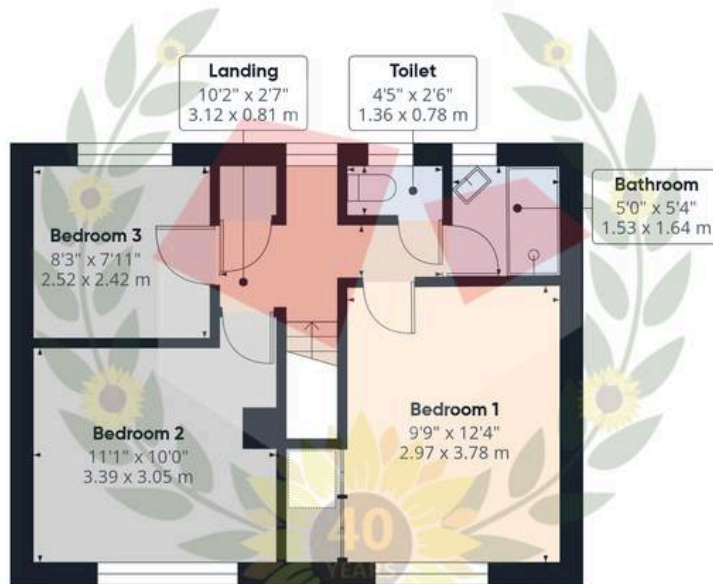 Landing
10'2" x 2'7"
3.12 x 0.81 m
Toilet
4'5" x 2'6"
1.36 x 0.78 m
Bathroom
5'0" x 5'4"
1.53 x 1.64 m
Bedroom 3
8'3" x 7'11"
2.52 x 2.42 m
Bedroom 2
11'1" x 10'0"
3.39 x 3.05 m
Bedroom 1
9'9" x 12'4"
2.97 x 3.78 m
40
YEARS